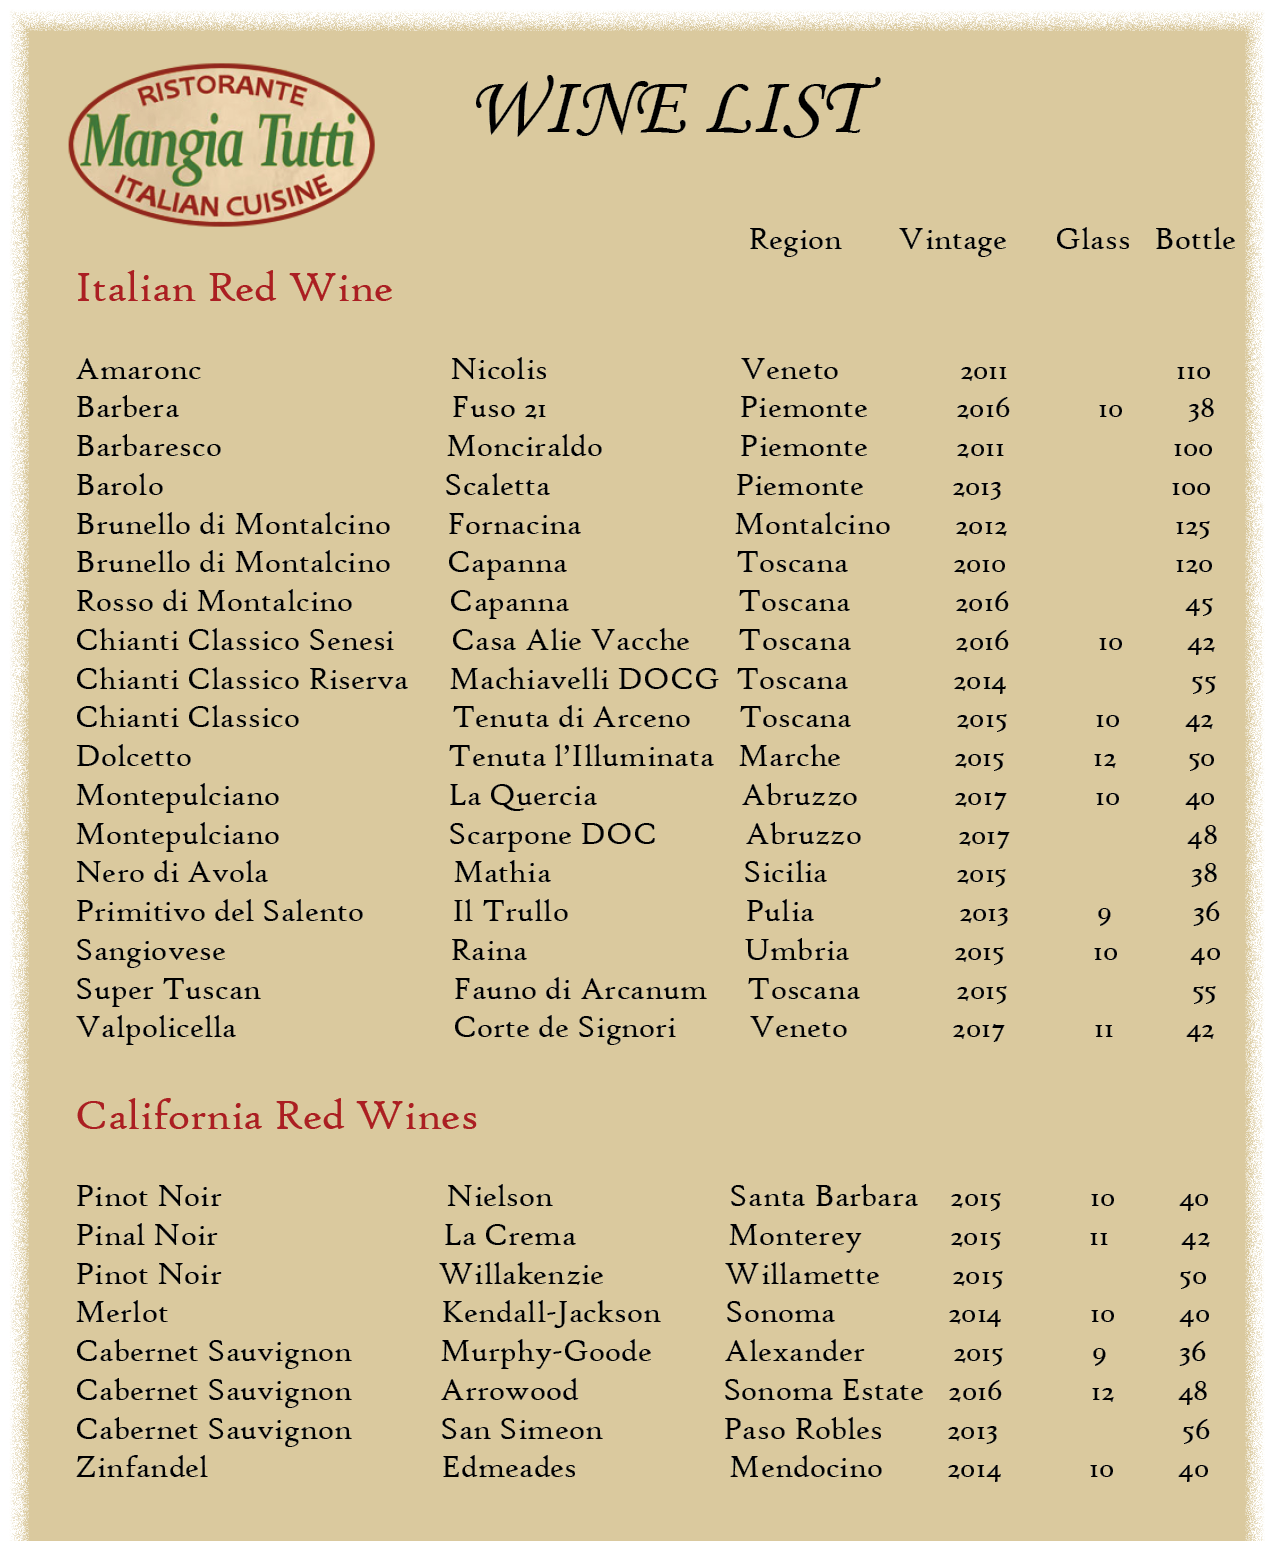 RISTORANTE
Mangia Tutti
ITALIAN CUISINE
WINE LIST
Region Vintage Glass Bottle
Italian Red Wine
Amaronc Nicolis Veneto 2011 110
Barbera Fuso 21 Piemonte 2016 10 38
Barbaresco Monciraldo Piemonte 2011 100
Barolo Scaletta Piemonte 2013 100
Brunello di Montalcino Fornacina Montalcino 2012 125
Brunello di Montalcino Capanna Toscana 2010 120
Rosso di Montalcino Capanna Toscana 2016 45
Chianti Classico Senesi Casa Alie Vacche Toscana 2016 10 42
Chianti Classico Riserva Machiavelli DOCG Toscana 2014 55
Chianti Classico Tenuta di Arceno Toscana 2015 10 42
Dolcetto Tenuta l’Illuminata Marche 2015 12 50
Montepulciano La Quercia Abruzzo 2017 10 40
Montepulciano Scarpone DOC Abruzzo 2017 48
Nero di Avola Mathia Sicilia 2015 38
Primitivo del Salento Il Trullo Pulia 2013 9 36
Sangiovese Raina Umbria 2015 10 40
Super Tuscan Fauno di Arcanum Toscana 2015 55
Valpolicella Corte de Signori Veneto 2017 11 42
California Red Wines
Pinot Noir Nielson Santa Barbara 2015 10 40
Pinal Noir La Crema Monterey 2015 11 42
Pinot Noir Willakenzie Willamette 2015 50
Merlot Kendall-Jackson Sonoma 2014 10 40
Cabernet Sauvignon Murphy-Goode Alexander 2015 9 36
Cabernet Sauvignon Arrowood Sonoma Estate 2016 12 48
Cabernet Sauvignon San Simeon Paso Robles 2013 56
Zinfandel Edmeades Mendocino 2014 10 40